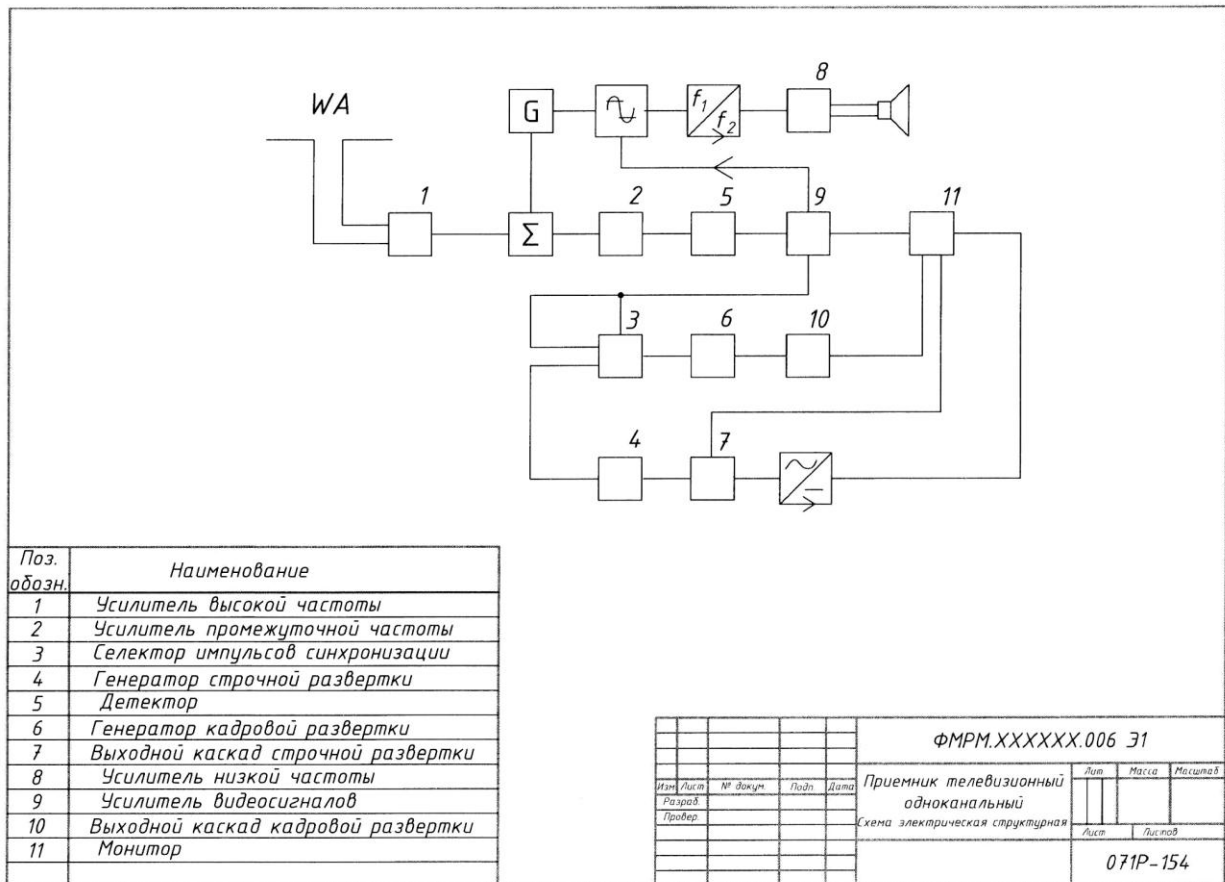 8
WA
G
f1
f2
1
2
5
9
11
Σ
3
6
10
4
7
Поз. обозн.
Наименование
1 Усилитель высокой частоты
2 Усилитель промежуточной частоты
3 Селектор импульсов синхронизации
4 Генератор строчной развертки
5 Детектор
6 Генератор кадровой развертки
7 Выходной каскад строчной развертки
8 Усилитель низкой частоты
9 Усилитель видеосигналов
10 Выходной каскад кадровой развертки
11 Монитор
ФМРМ.ХХХХХХ.006 Э1
Изм. Лист № докум. Подп. Дата
Разраб.
Провер.
Приемник телевизионный
одноканальный
Схема электрическая структурная
Лит Масса Масштаб
Лист Листов
071Р-154